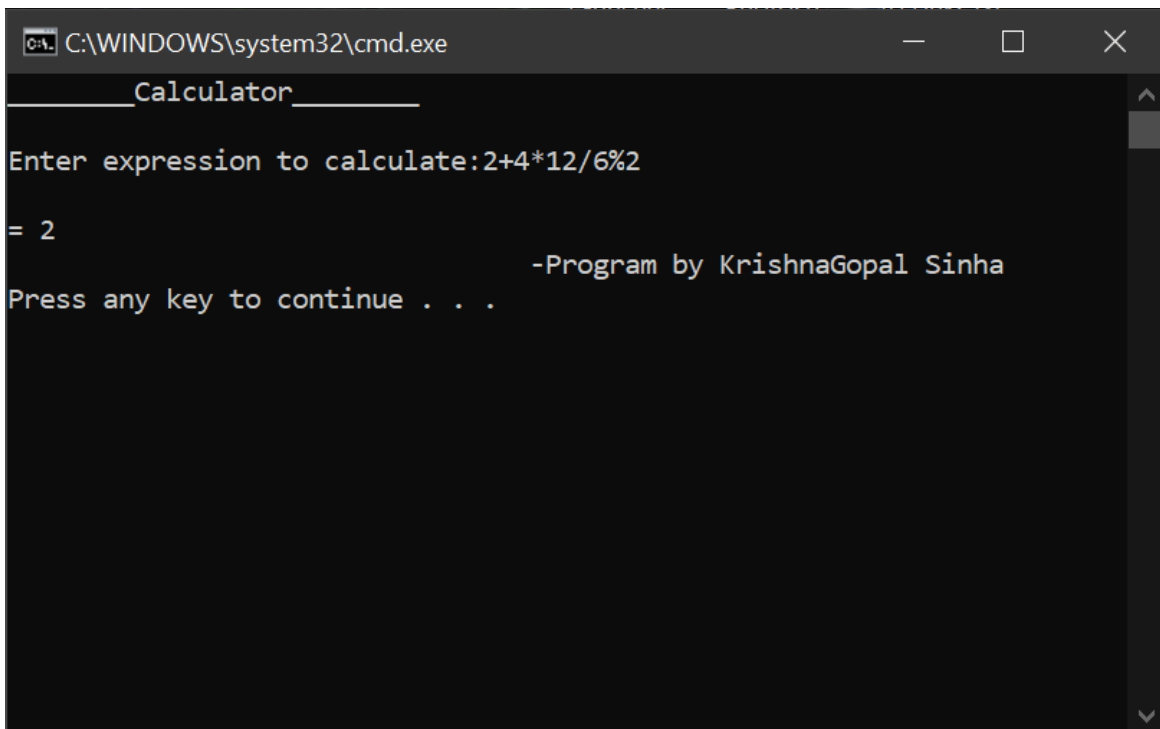 C:\WINDOWS\system32\cmd.exe
________Calculator________
Enter expression to calculate:2+4*12/6%2
= 2
-Program by KrishnaGopal Sinha
Press any key to continue . . .